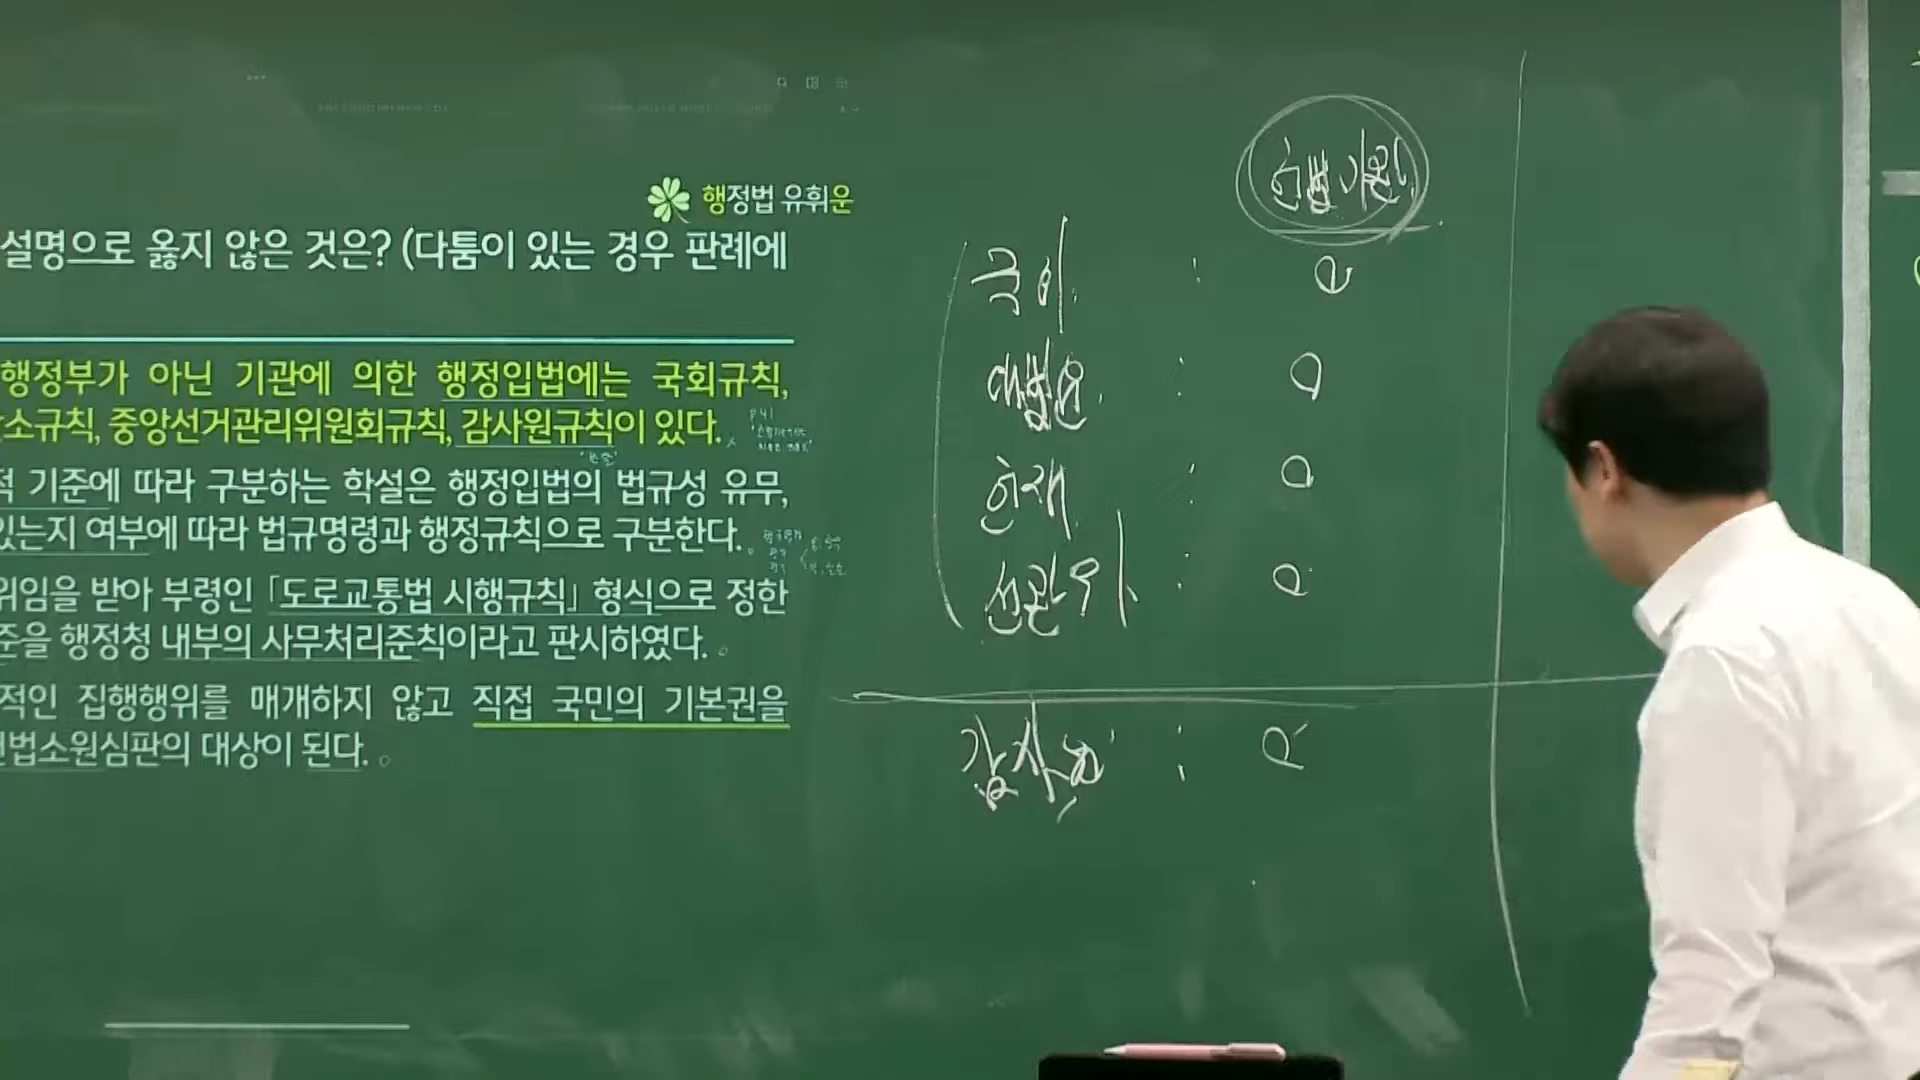 행정법 유휘운
설명으로 옳지 않은 것은? (다툼이 있는 경우 판례에
행정부가 아닌 기관에 의한 행정입법에는 국회규칙,
소규칙, 중앙선거관리위원회규칙, 감사원규칙이 있다.
기준에 따라 구분하는 학설은 행정입법의 법규성 유무,
있는지 여부에 따라 법규명령과 행정규칙으로 구분한다.
위임을 받아 부령인 「도로교통법 시행규칙」 형식으로 정한
준을 행정청 내부의 사무처리준칙이라고 판시하였다.
적인 집행행위를 매개하지 않고 직접 국민의 기본권을
헌법소원심판의 대상이 된다.
헌법기관
국회 : O
대법원 : O
헌재 : O
선관위 : O
감사원 :